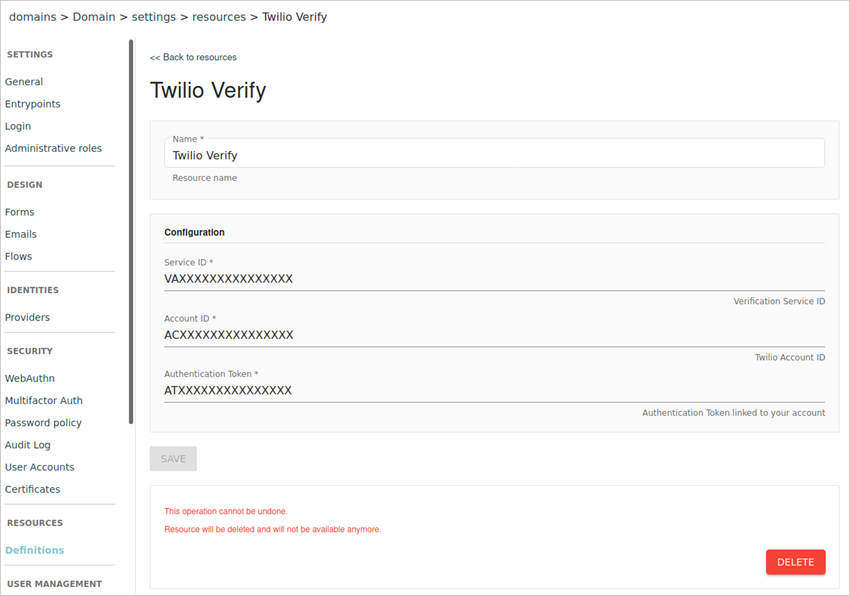 domains > Domain > settings > resources > Twilio Verify
SETTINGS
General
Entrypoints
Login
Administrative roles
DESIGN
Forms
Emails
Flows
IDENTITIES
Providers
SECURITY
WebAuthn
Multifactor Auth
Password policy
Audit Log
User Accounts
Certificates
RESOURCES
Definitions
USER MANAGEMENT
<< Back to resources
Twilio Verify
Name *
Twilio Verify
Resource name
Configuration
Service ID *
VAXXXXXXXXXXXXXXX
Verification Service ID
Account ID *
ACXXXXXXXXXXXXXXX
Twilio Account ID
Authentication Token *
ATXXXXXXXXXXXXXXX
Authentication Token linked to your account
SAVE
This operation cannot be undone.
Resource will be deleted and will not be available anymore.
DELETE